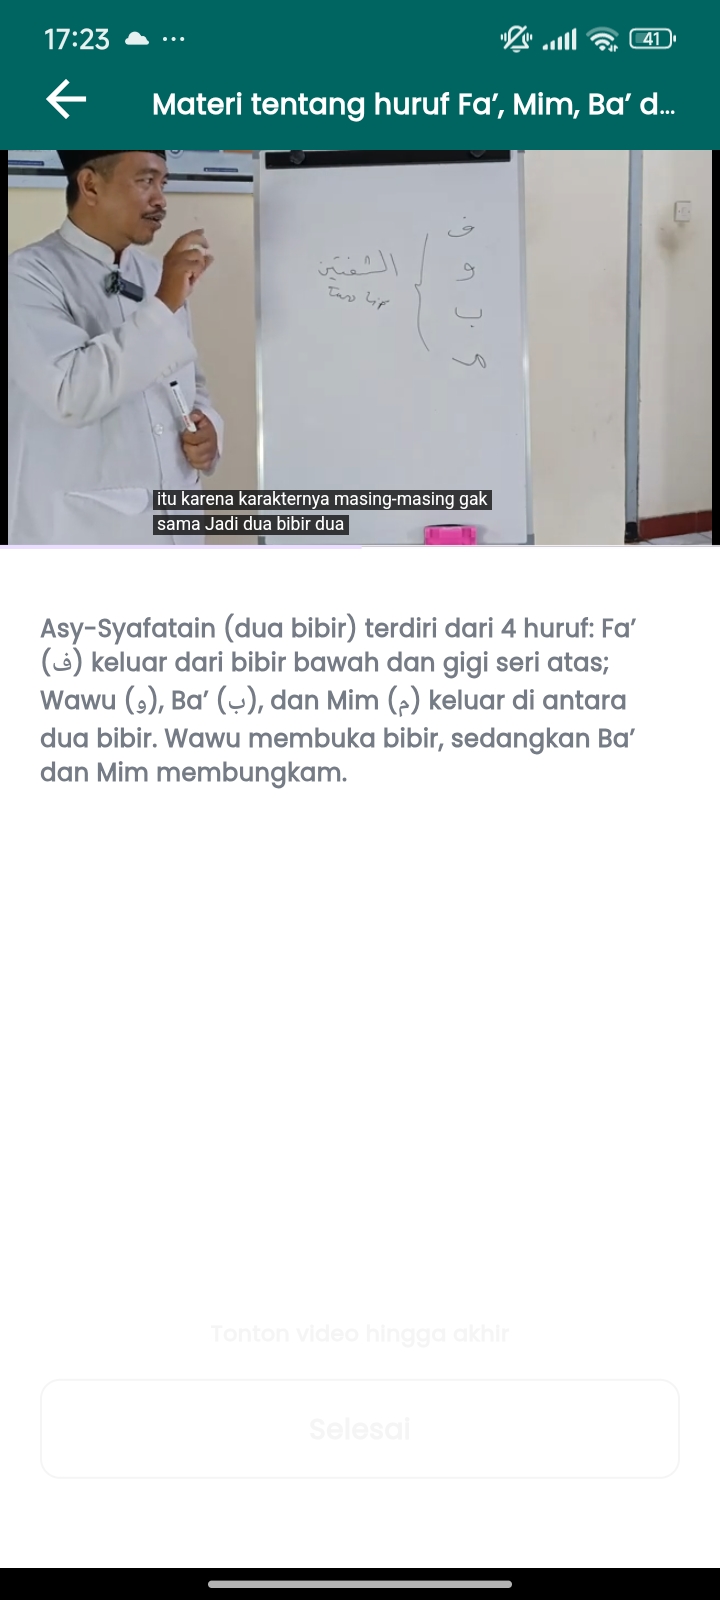 17:23
41
Materi tentang huruf Fa’, Mim, Ba’ d...
ف
و
ب
م
الشفتين
two lip
itu karena karakternya masing-masing gak
sama Jadi dua bibir dua
Asy-Syafatain (dua bibir) terdiri dari 4 huruf: Fa’
(ف) keluar dari bibir bawah dan gigi seri atas;
Wawu (و), Ba’ (ب), dan Mim (م) keluar di antara
dua bibir. Wawu membuka bibir, sedangkan Ba’
dan Mim membungkam.
Tonton video hingga akhir
Selesai